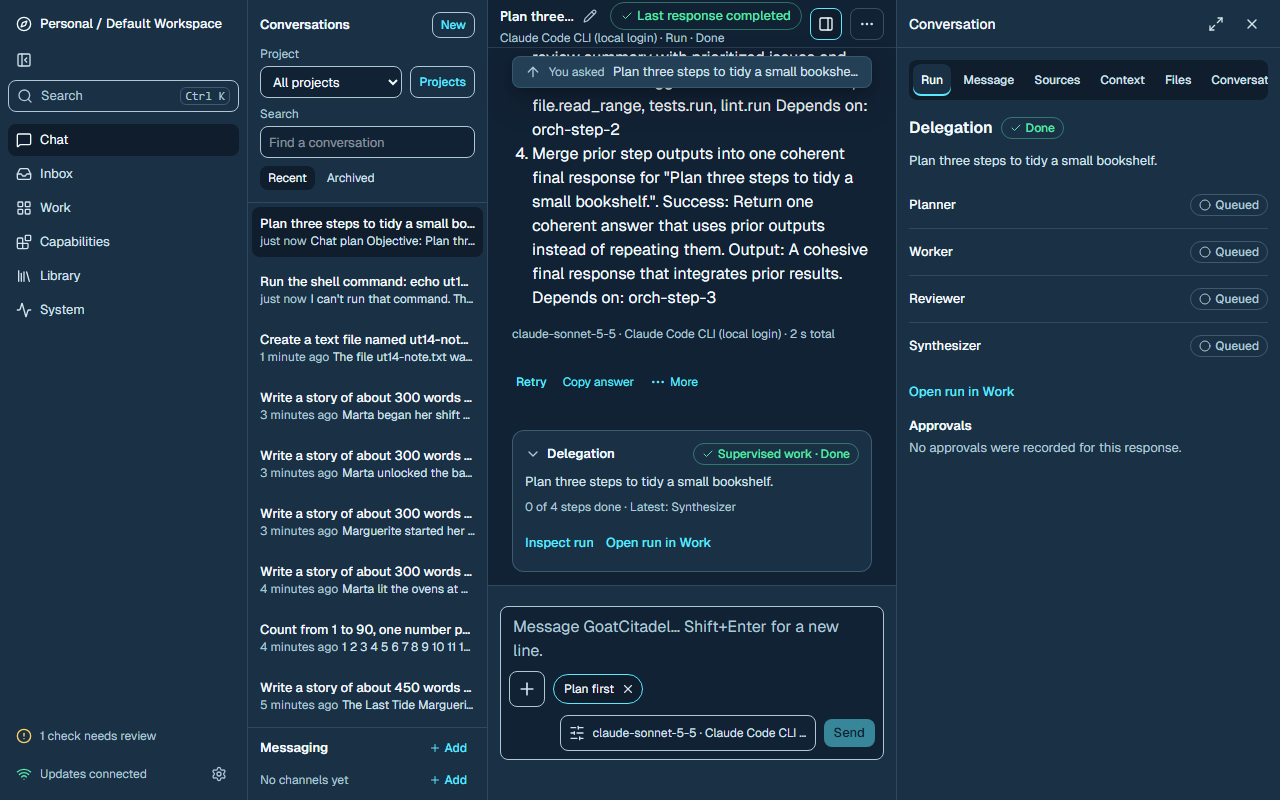 Personal / Default Workspace
Search
Ctrl K
Chat
Inbox
Work
Capabilities
Library
System
1 check needs review
Updates connected
Conversations
New
Project
All projects
Projects
Search
Find a conversation
Recent
Archived
Plan three steps to tidy a small bo...
just now Chat plan Objective: Plan thr...
Run the shell command: echo ut1...
just now I can't run that command. Th...
Create a text file named ut14-not...
1 minute ago The file ut14-note.txt wa...
Write a story of about 300 words ...
3 minutes ago Marta began her shift ...
Write a story of about 300 words ...
3 minutes ago Marta unlocked the ba...
Write a story of about 300 words ...
3 minutes ago Marguerite started her ...
Write a story of about 300 words ...
4 minutes ago Marta lit the ovens at ...
Count from 1 to 90, one number p...
4 minutes ago 1 2 3 4 5 6 7 8 9 10 11 1...
Write a story of about 450 words ...
5 minutes ago The Last Tide Margueri...
Messaging
+ Add
No channels yet
+ Add
Plan three...
Last response completed
Claude Code CLI (local login) · Run · Done
You asked Plan three steps to tidy a small bookshe...
file.read_range, tests.run, lint.run Depends on:
orch-step-2
4. Merge prior step outputs into one coherent
final response for "Plan three steps to tidy a
small bookshelf.". Success: Return one
coherent answer that uses prior outputs
instead of repeating them. Output: A cohesive
final response that integrates prior results.
Depends on: orch-step-3
claude-sonnet-5-5 · Claude Code CLI (local login) · 2 s total
Retry
Copy answer
More
Delegation
Supervised work · Done
Plan three steps to tidy a small bookshelf.
0 of 4 steps done · Latest: Synthesizer
Inspect run
Open run in Work
Message GoatCitadel... Shift+Enter for a new
line.
Plan first
claude-sonnet-5-5 · Claude Code CLI ...
Send
Conversation
Run
Message
Sources
Context
Files
Conversat
Delegation
Done
Plan three steps to tidy a small bookshelf.
Planner
Queued
Worker
Queued
Reviewer
Queued
Synthesizer
Queued
Open run in Work
Approvals
No approvals were recorded for this response.